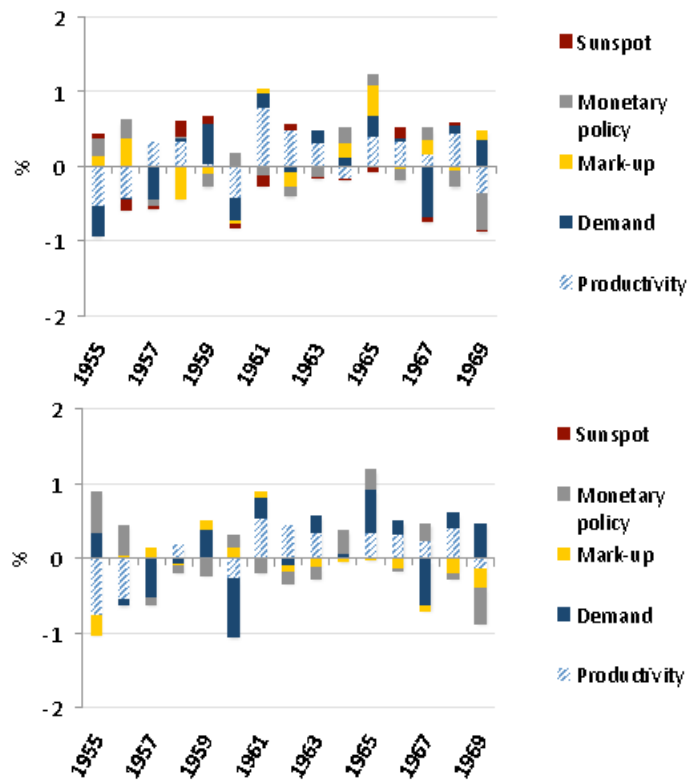 2
1
0
-1
-2
%
1955
1957
1959
1961
1963
1965
1967
1969
Sunspot
Monetary
policy
Mark-up
Demand
Productivity
2
1
0
-1
-2
%
1955
1957
1959
1961
1963
1965
1967
1969
Sunspot
Monetary
policy
Mark-up
Demand
Productivity